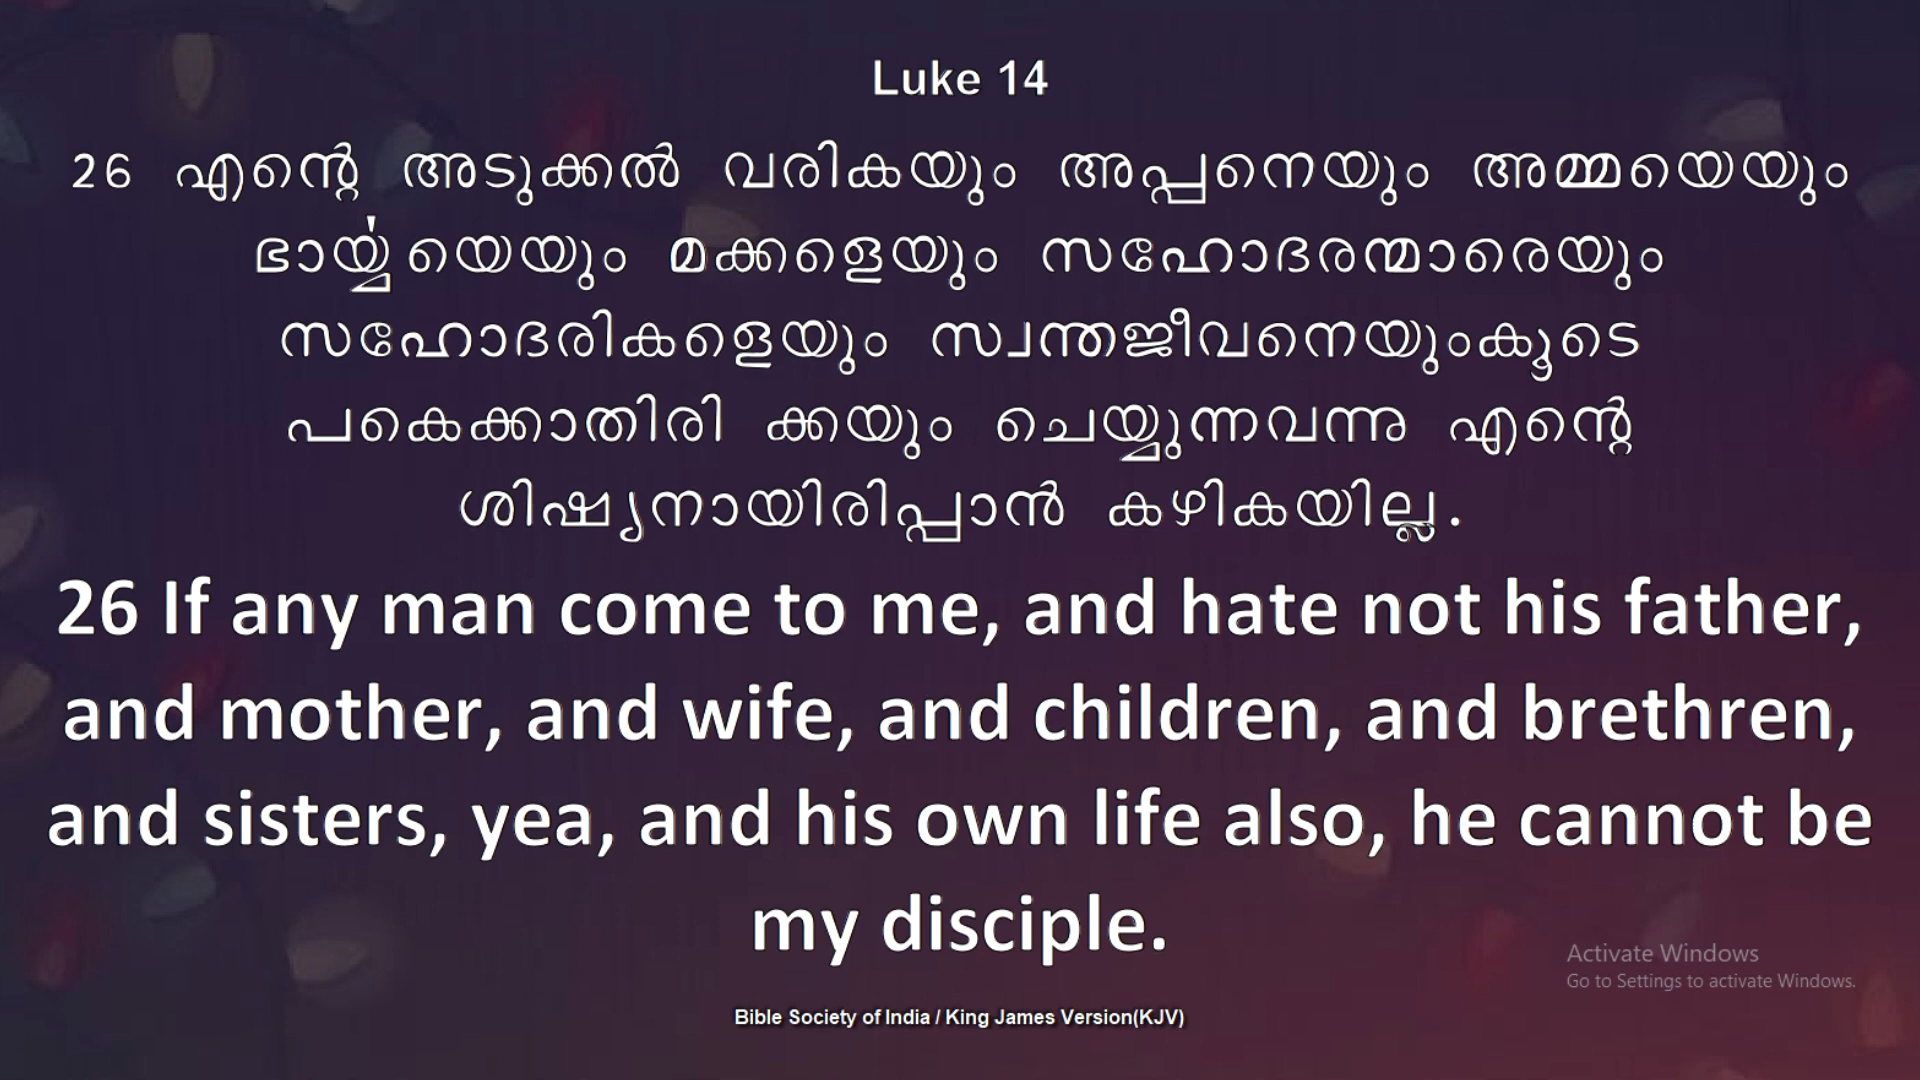 Luke 14
26 എന്റെ അടുക്കൽ വരികയും അപ്പനെയും അമ്മയെയും
ഭാൎയ്യയെയും മക്കളെയും സഹോദരന്മാരെയും
സഹോദരികളെയും സ്വന്തജീവനെയുംകൂടെ
പകെക്കാതിരി ക്കയും ചെയ്യുന്നവന്നു എന്റെ
ശിഷ്യനായിരിപ്പാൻ കഴികയില്ല.
26 If any man come to me, and hate not his father,
and mother, and wife, and children, and brethren,
and sisters, yea, and his own life also, he cannot be
my disciple.
Activate Windows
Go to Settings to activate Windows.
Bible Society of India / King James Version(KJV)